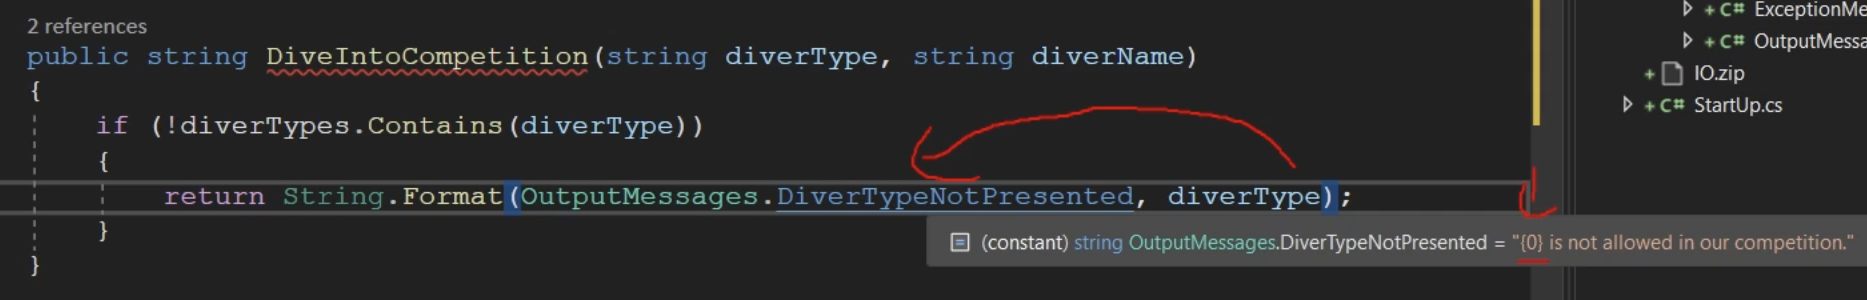 2 references
public string DiveIntoCompetition(string diverType, string diverName)
{
if (!diverTypes.Contains(diverType))
{
return String.Format(OutputMessages.DiverTypeNotPresented, diverType);
}
}
(constant) string OutputMessages.DiverTypeNotPresented = "{0} is not allowed in our competition."
C# ExceptionMe
C# OutputMessa
IO.zip
C# StartUp.cs